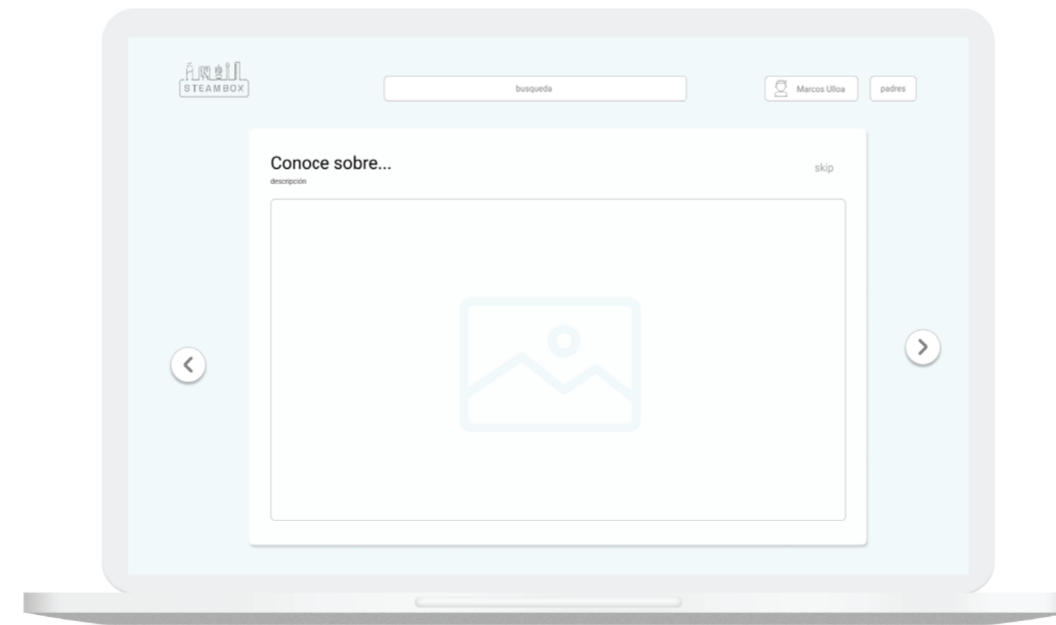 STEAMBOX
busqueda
Marcos Ulloa
padres
Conoce sobre...
skip
descripción